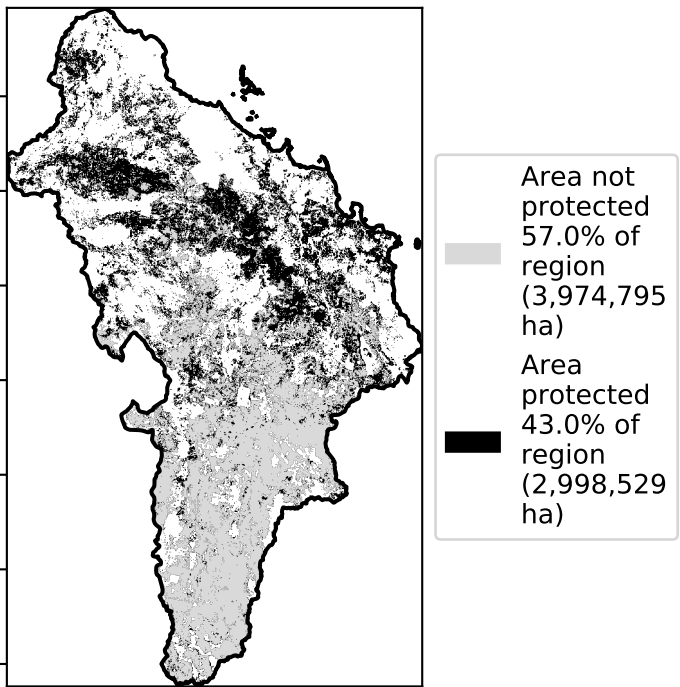 Area not
protected
57.0% of
region
(3,974,795
ha)
Area
protected
43.0% of
region
(2,998,529
ha)